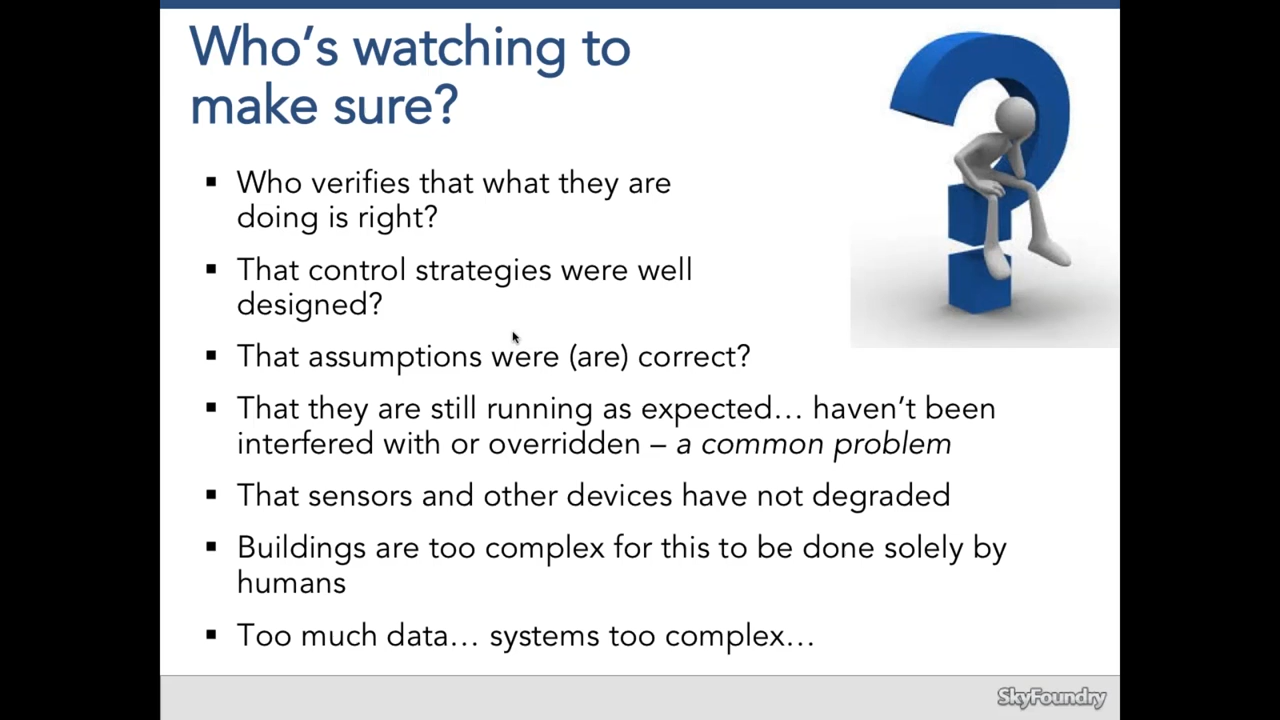 Who's watching to
make sure?
▪ Who verifies that what they are
doing is right?
▪ That control strategies were well
designed?
▪ That assumptions were (are) correct?
▪ That they are still running as expected… haven't been
interfered with or overridden – a common problem
▪ That sensors and other devices have not degraded
▪ Buildings are too complex for this to be done solely by
humans
▪ Too much data… systems too complex…
SkyFoundry